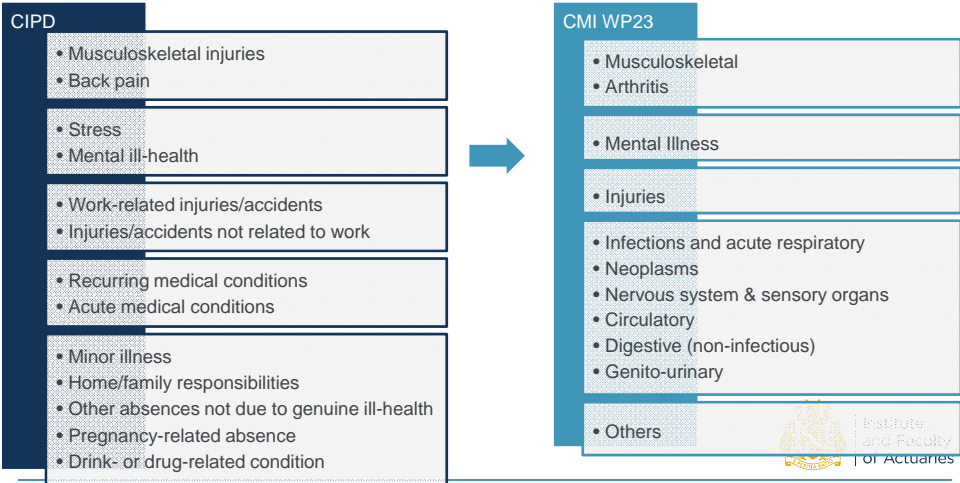 CIPD
• Musculoskeletal injuries
• Back pain
• Stress
• Mental ill-health
• Work-related injuries/accidents
• Injuries/accidents not related to work
• Recurring medical conditions
• Acute medical conditions
• Minor illness
• Home/family responsibilities
• Other absences not due to genuine ill-health
• Pregnancy-related absence
• Drink- or drug-related condition
CMI WP23
• Musculoskeletal
• Arthritis
• Mental Illness
• Injuries
• Infections and acute respiratory
• Neoplasms
• Nervous system & sensory organs
• Circulatory
• Digestive (non-infectious)
• Genito-urinary
• Others
Institute
and Faculty
of Actuaries